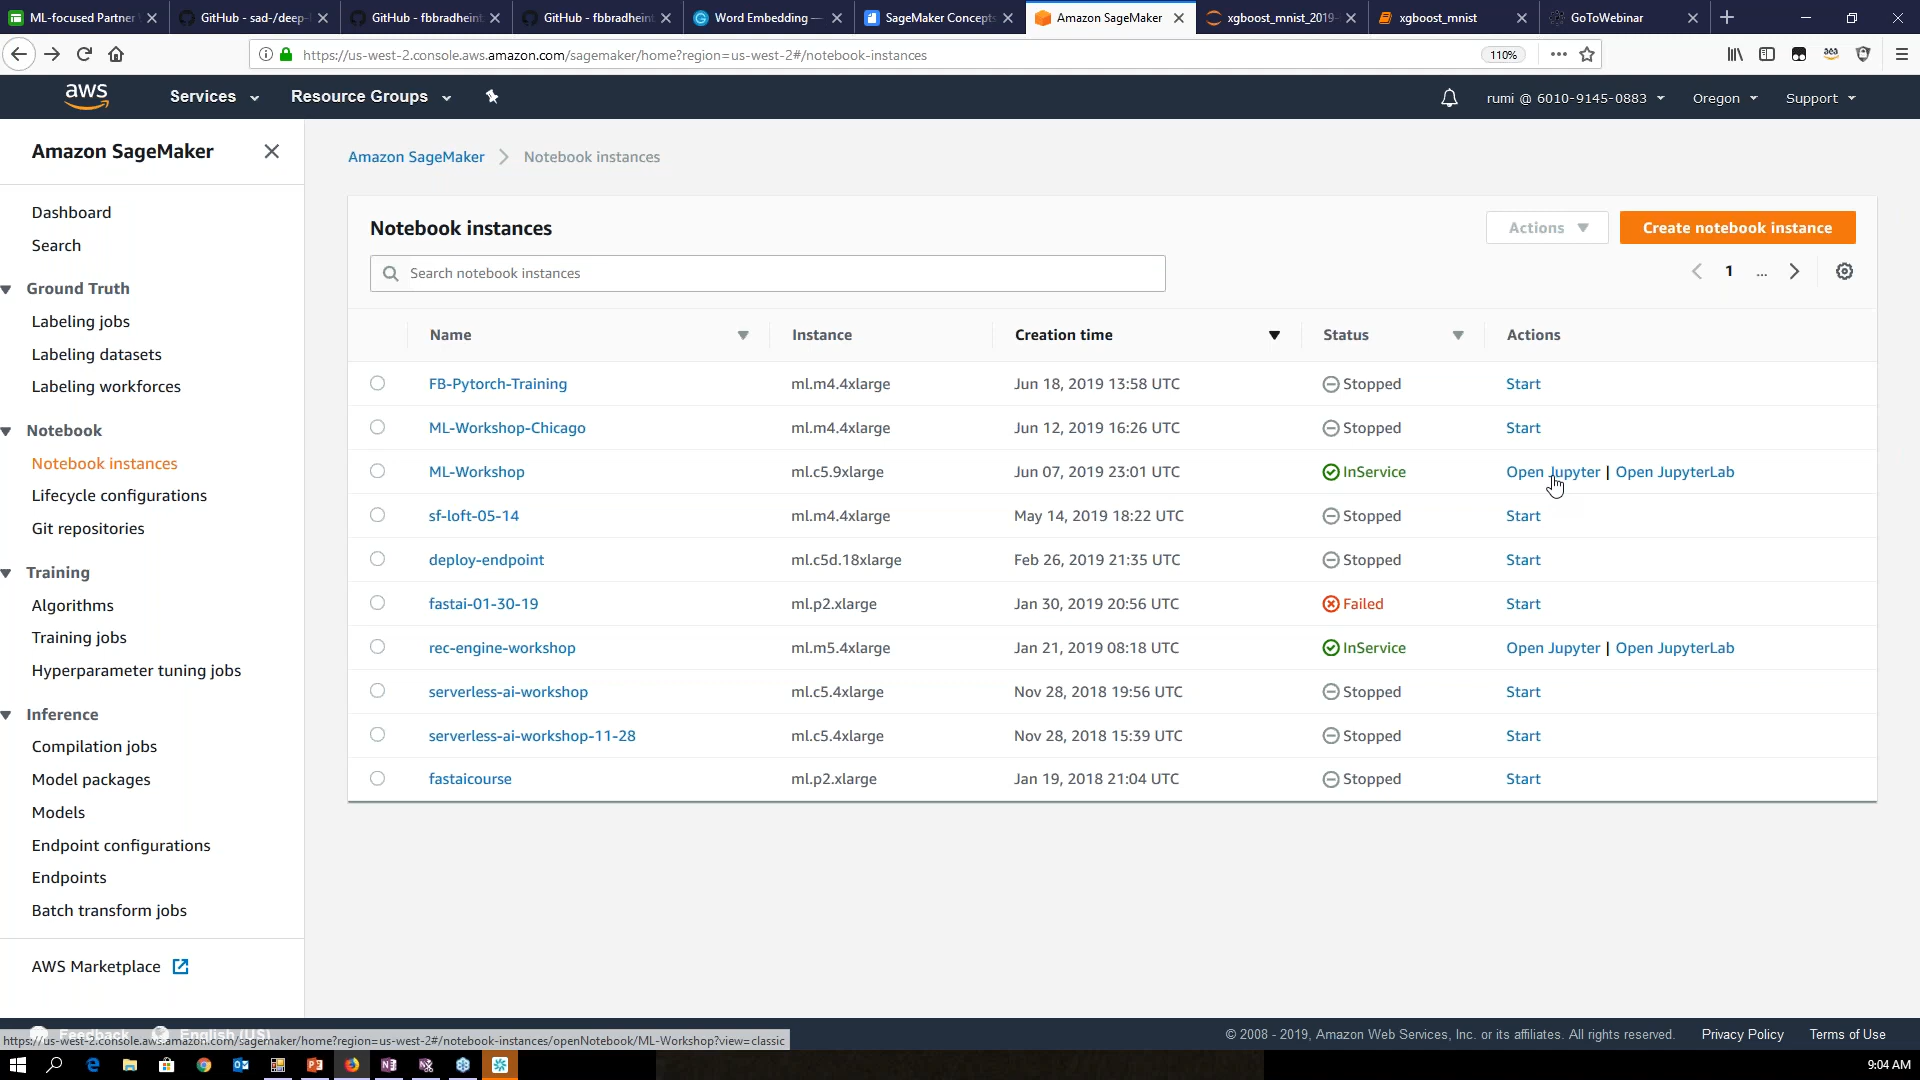 ML-focused Partner
GitHub - sad-/deep-
GitHub - fbbradheint
GitHub - fbbradheint
Word Embedding —
SageMaker Concepts
Amazon SageMaker
xgboost_mnist_2019-
xgboost_mnist
GoToWebinar
https://us-west-2.console.aws.amazon.com/sagemaker/home?region=us-west-2#/notebook-instances
110%
aws
Services
Resource Groups
rumi @ 6010-9145-0883
Oregon
Support
Amazon SageMaker
Dashboard
Search
Ground Truth
Labeling jobs
Labeling datasets
Labeling workforces
Notebook
Notebook instances
Lifecycle configurations
Git repositories
Training
Algorithms
Training jobs
Hyperparameter tuning jobs
Inference
Compilation jobs
Model packages
Models
Endpoint configurations
Endpoints
Batch transform jobs
AWS Marketplace
Amazon SageMaker > Notebook instances
Notebook instances
Actions
Create notebook instance
Search notebook instances
1 ...
Name Instance Creation time Status Actions
FB-Pytorch-Training ml.m4.4xlarge Jun 18, 2019 13:58 UTC Stopped Start
ML-Workshop-Chicago ml.m4.4xlarge Jun 12, 2019 16:26 UTC Stopped Start
ML-Workshop ml.c5.9xlarge Jun 07, 2019 23:01 UTC InService Open Jupyter | Open JupyterLab
sf-loft-05-14 ml.m4.4xlarge May 14, 2019 18:22 UTC Stopped Start
deploy-endpoint ml.c5d.18xlarge Feb 26, 2019 21:35 UTC Stopped Start
fastai-01-30-19 ml.p2.xlarge Jan 30, 2019 20:56 UTC Failed Start
rec-engine-workshop ml.m5.4xlarge Jan 21, 2019 08:18 UTC InService Open Jupyter | Open JupyterLab
serverless-ai-workshop ml.c5.4xlarge Nov 28, 2018 19:56 UTC Stopped Start
serverless-ai-workshop-11-28 ml.c5.4xlarge Nov 28, 2018 15:39 UTC Stopped Start
fastaicourse ml.p2.xlarge Jan 19, 2018 21:04 UTC Stopped Start
Feedback English (US)
© 2008 - 2019, Amazon Web Services, Inc. or its affiliates. All rights reserved.
Privacy Policy
Terms of Use
https://us-west-2.console.aws.amazon.com/sagemaker/home?region=us-west-2#/notebook-instances/openNotebook/ML-Workshop?view=classic
9:04 AM